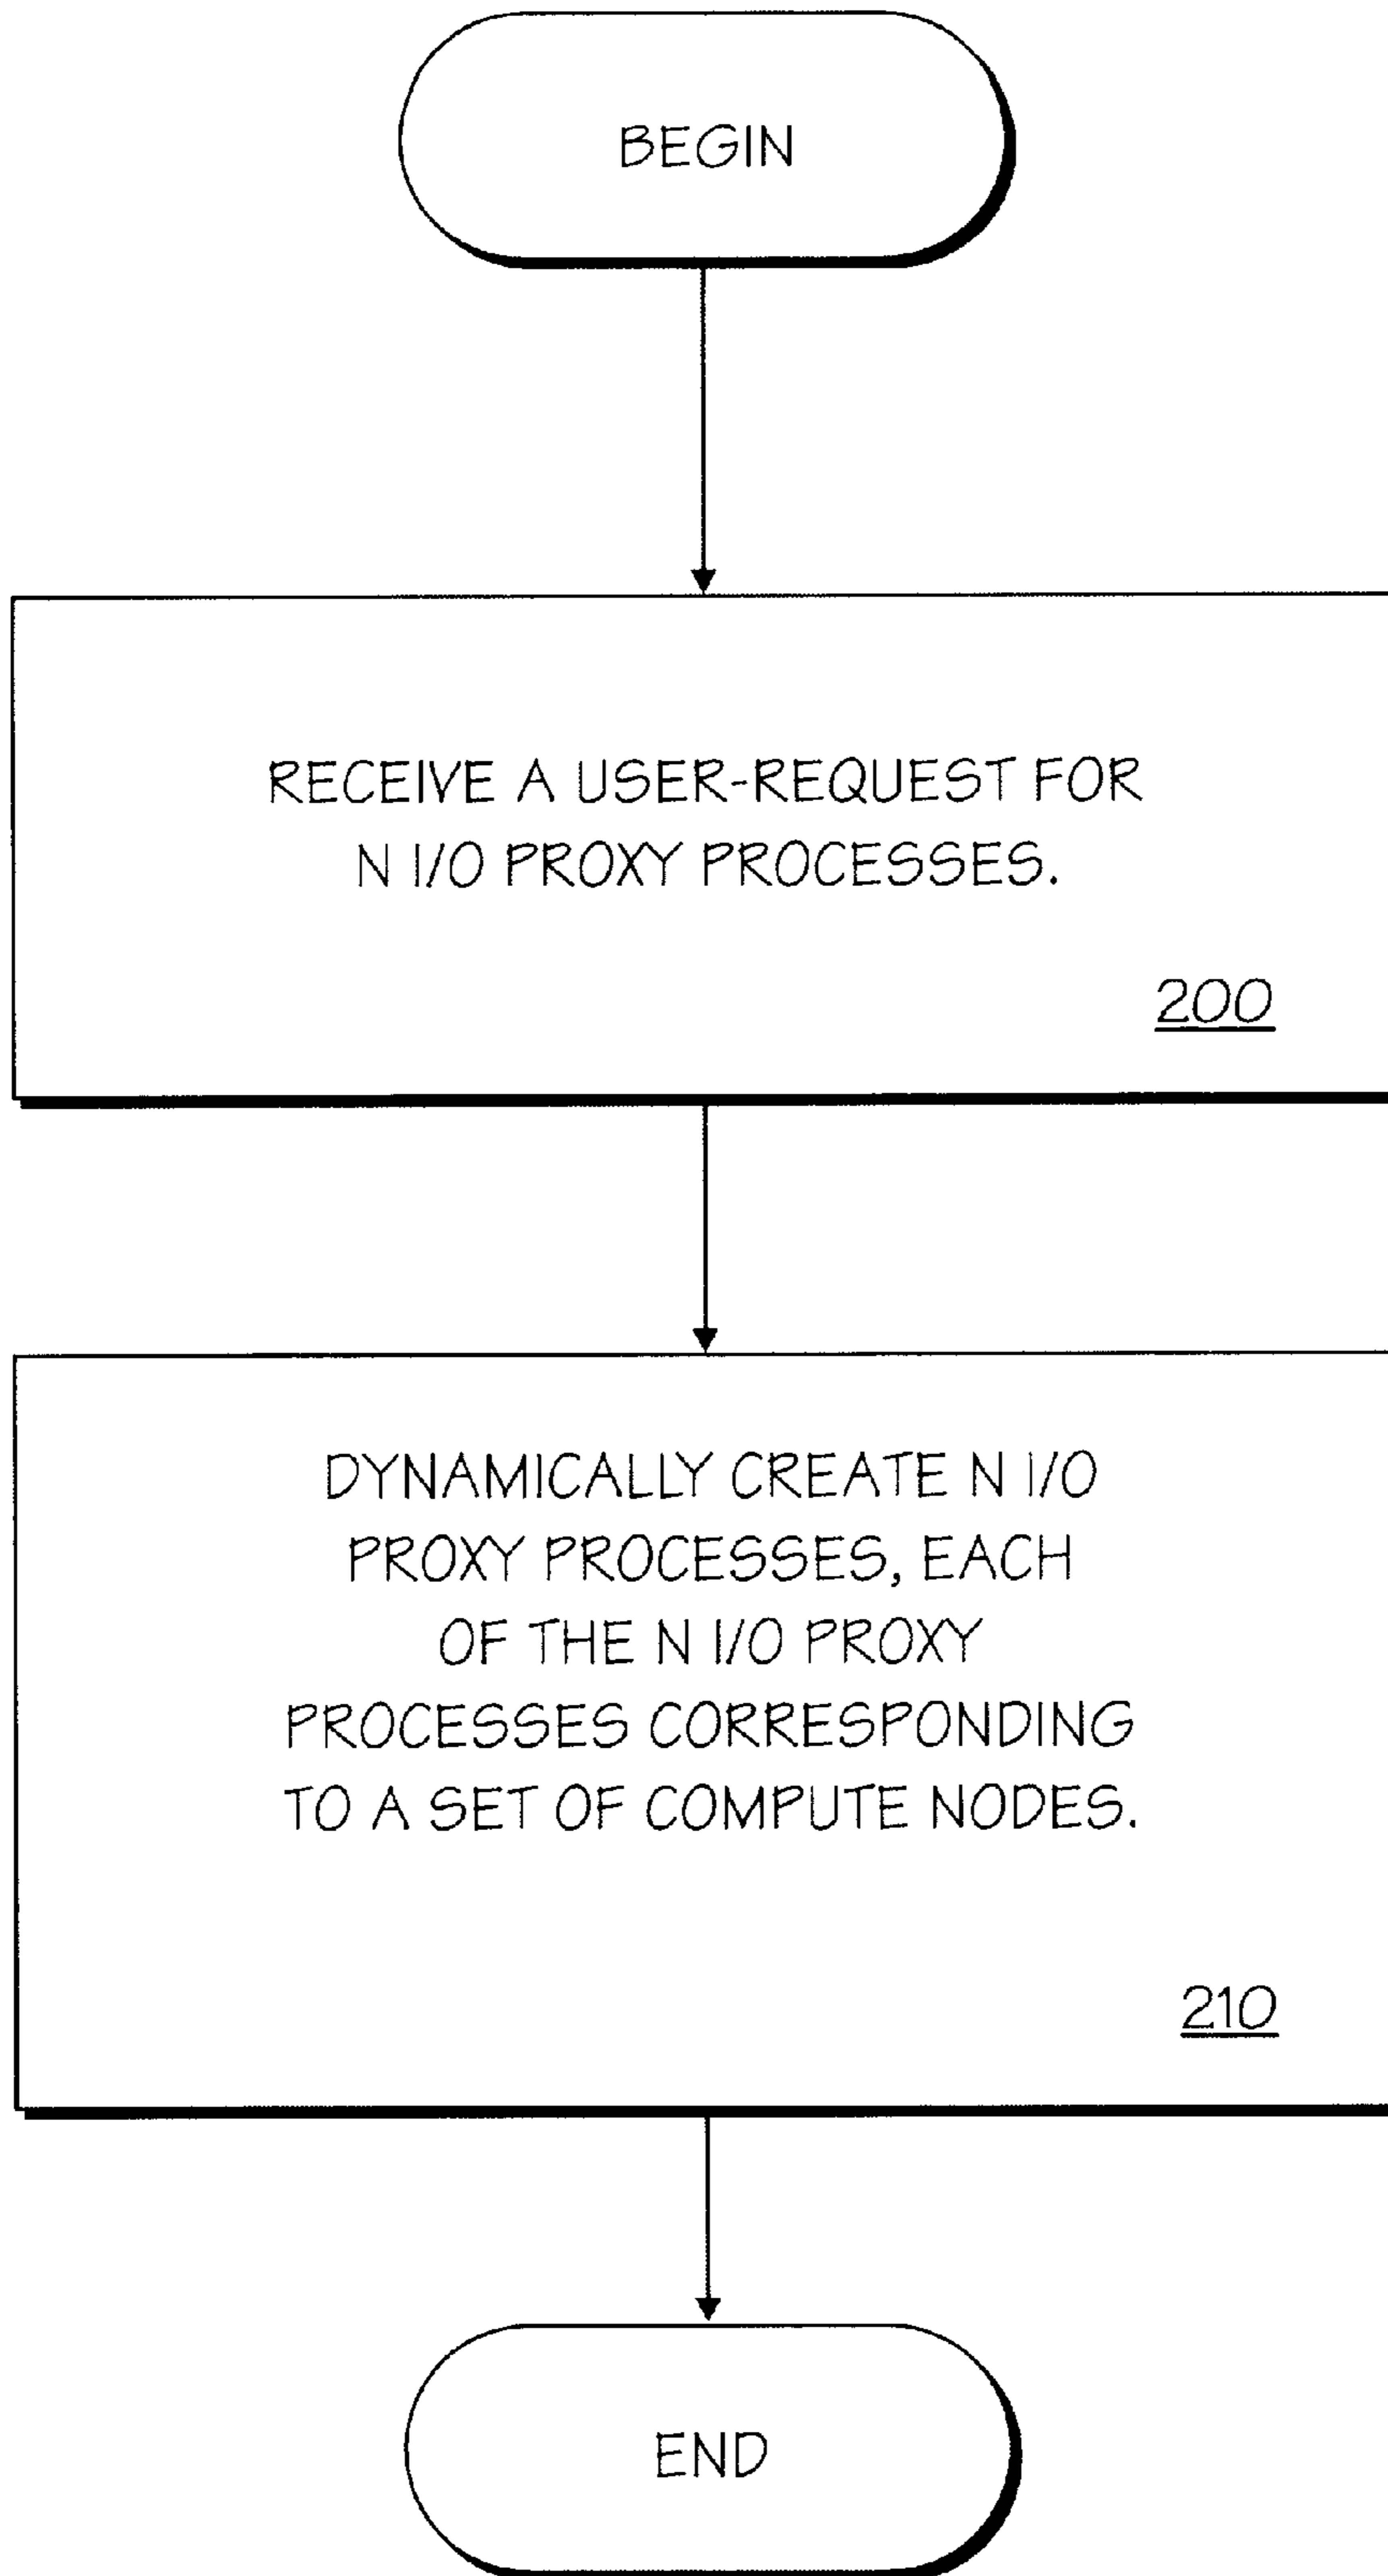 BEGIN
RECEIVE A USER-REQUEST FOR
N I/O PROXY PROCESSES.
200
DYNAMICALLY CREATE N I/O
PROXY PROCESSES, EACH
OF THE N I/O PROXY
PROCESSES CORRESPONDING
TO A SET OF COMPUTE NODES.
210
END